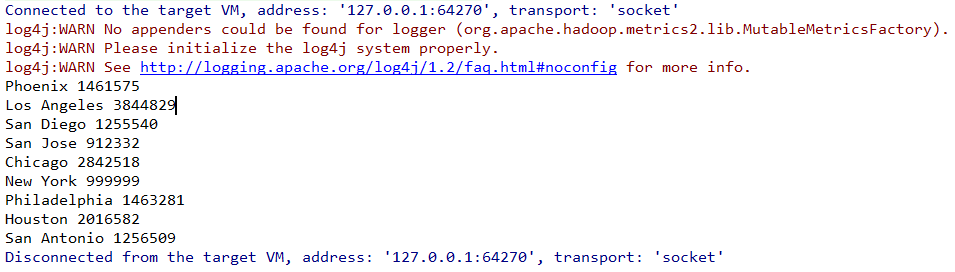 Connected to the target VM, address: '127.0.0.1:64270', transport: 'socket'
log4j:WARN No appenders could be found for logger (org.apache.hadoop.metrics2.lib.MutableMetricsFactory).
log4j:WARN Please initialize the log4j system properly.
log4j:WARN See http://logging.apache.org/log4j/1.2/faq.html#noconfig for more info.
Phoenix 1461575
Los Angeles 3844829
San Diego 1255540
San Jose 912332
Chicago 2842518
New York 999999
Philadelphia 1463281
Houston 2016582
San Antonio 1256509
Disconnected from the target VM, address: '127.0.0.1:64270', transport: 'socket'